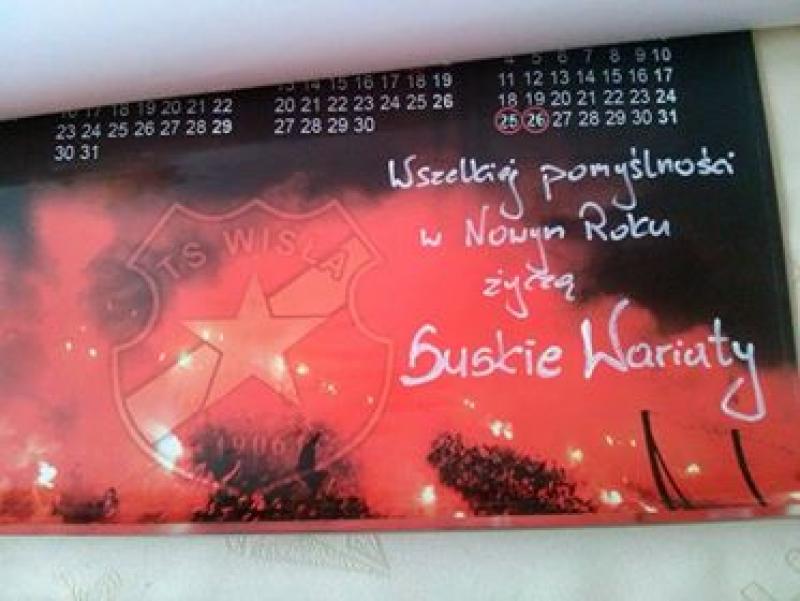 16 17 18 19 20 21 22
23 24 25 26 27 28 29
30 31
13 14 15 16 17 18 19
20 21 22 23 24 25 26
27 28 29 30
4 5 6 7 8 9 10
11 12 13 14 15 16 17
18 19 20 21 22 23 24
25 26 27 28 29 30 31
Wszelkiej pomyślności
w Nowym Roku
życzą
Suskie Wariaty
TS WISŁA
1906